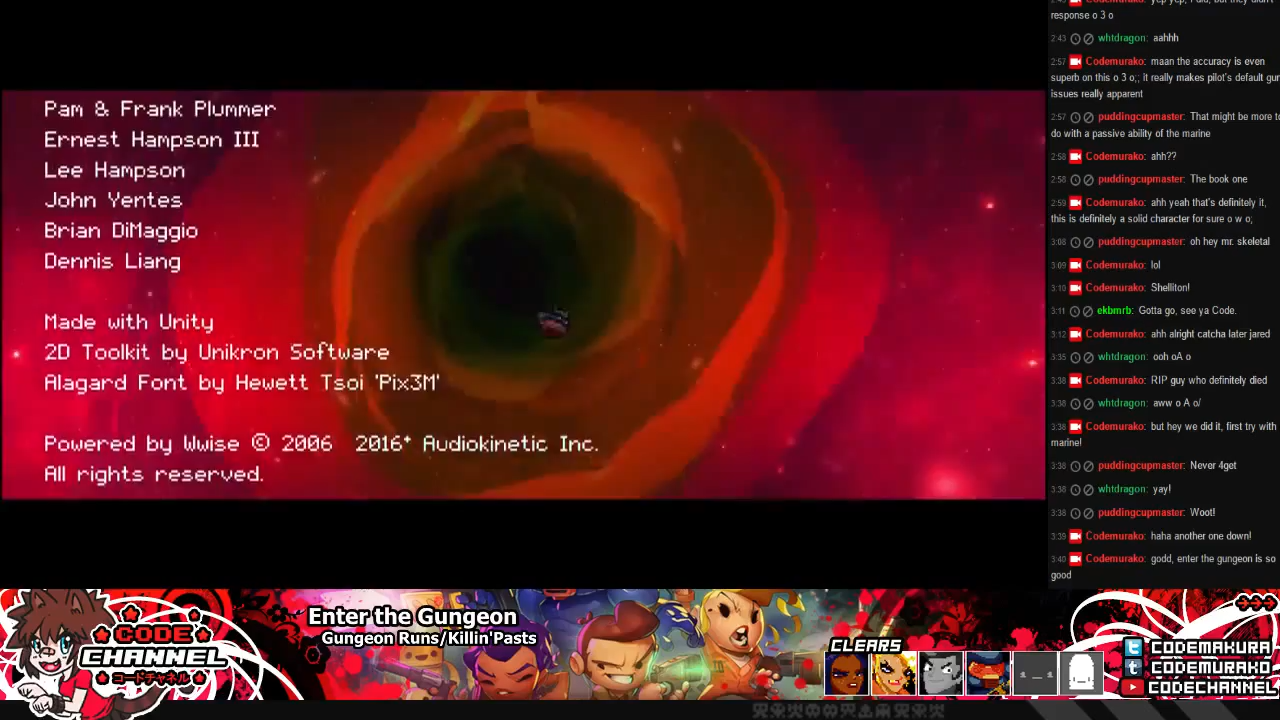 Pam & Frank Plummer
Ernest Hampson III
Lee Hampson
John Yentes
Brian DiMaggio
Dennis Liang
Made with Unity
2D Toolkit by Unikron Software
Alagard Font by Hewett Tsoi 'Pix3M'
Powered by Wwise © 2006 2016* Audiokinetic Inc.
All rights reserved.
response o 3 o
2:43 whtdragon: aahhh
2:57 Codemurako: maan the accuracy is even
superb on this o 3 o;; it really makes pilot's default gun
issues really apparent
2:57 puddingcupmaster: That might be more to
do with a passive ability of the marine
2:58 Codemurako: ahh??
2:58 puddingcupmaster: The book one
2:59 Codemurako: ahh yeah that's definitely it,
this is definitely a solid character for sure o w o;
3:08 puddingcupmaster: oh hey mr. skeletal
3:09 Codemurako: lol
3:10 Codemurako: Shelliton!
3:11 ekbmrb: Gotta go, see ya Code.
3:12 Codemurako: ahh alright catcha later jared
3:35 whtdragon: ooh oA o
3:38 Codemurako: RIP guy who definitely died
3:38 whtdragon: aww o A o/
3:38 Codemurako: but hey we did it, first try with
marine!
3:38 puddingcupmaster: Never 4get
3:38 whtdragon: yay!
3:38 puddingcupmaster: Woot!
3:39 Codemurako: haha another one down!
3:40 Codemurako: godd, enter the gungeon is so
good
CODE
CHANNEL
コードチャンネル
Enter the Gungeon
Gungeon Runs/Killin'Pasts
CLEARS
CODEMAKURA
CODEMURAKO
CODECHANNEL